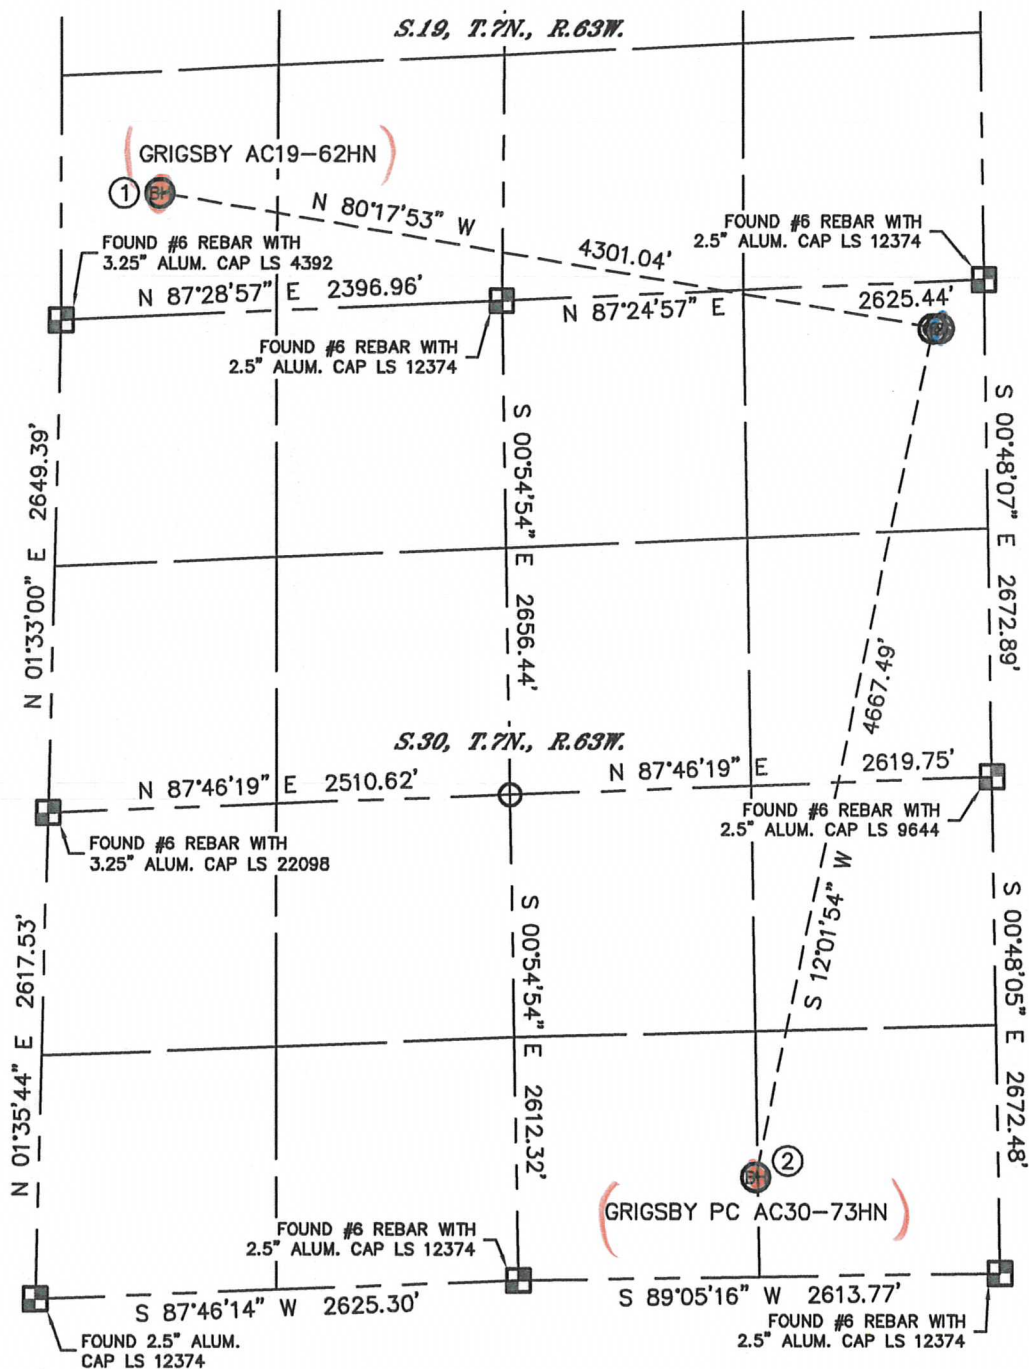 S.19, T.7N., R.63W.
GRIGSBY AC19-62HN
1
BH
N 80°17'53" W
4301.04'
FOUND #6 REBAR WITH
2.5" ALUM. CAP LS 12374
FOUND #6 REBAR WITH
3.25" ALUM. CAP LS 4392
N 87°28'57" E 2396.96'
N 87°24'57" E
2625.44'
FOUND #6 REBAR WITH
2.5" ALUM. CAP LS 12374
N 01°33'00" E 2649.39'
S 00°54'54" E 2656.44'
S 00°48'07" E 2672.89'
4667.49'
S 12°01'54" W
S.30, T.7N., R.63W.
N 87°46'19" E 2510.62'
N 87°46'19" E
2619.75'
FOUND #6 REBAR WITH
2.5" ALUM. CAP LS 9644
FOUND #6 REBAR WITH
3.25" ALUM. CAP LS 22098
N 01°35'44" E 2617.53'
S 00°54'54" E 2612.32'
S 00°48'05" E 2672.48'
2
BH
GRIGSBY PC AC30-73HN
FOUND #6 REBAR WITH
2.5" ALUM. CAP LS 12374
S 87°46'14" W 2625.30'
S 89°05'16" W 2613.77'
FOUND 2.5" ALUM.
CAP LS 12374
FOUND #6 REBAR WITH
2.5" ALUM. CAP LS 12374